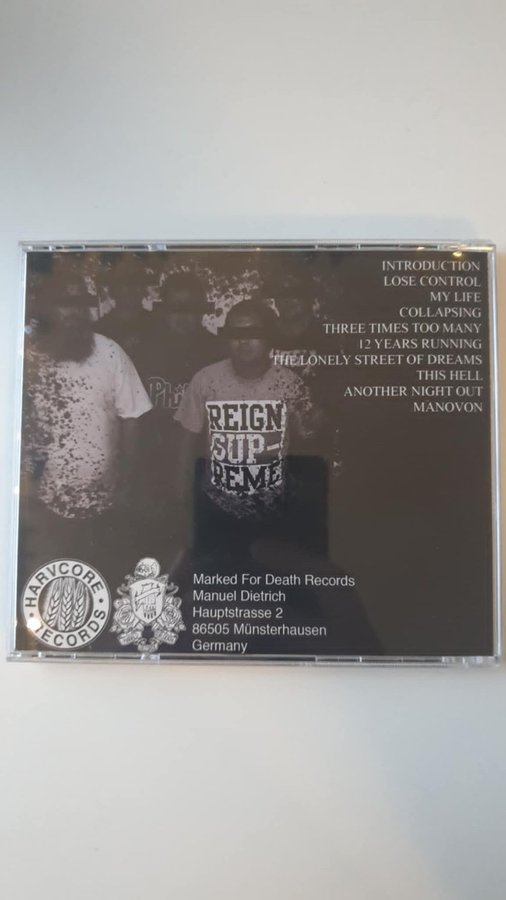 INTRODUCTION
LOSE CONTROL
MY LIFE
COLLAPSING
THREE TIMES TOO MANY
12 YEARS RUNNING
THE LONELY STREET OF DREAMS
THIS HELL
ANOTHER NIGHT OUT
MANOVON
REIGN
SUP-
REME
HARVCORE
RECORDS
Marked For Death Records
Manuel Dietrich
Hauptstrasse 2
86505 Münsterhausen
Germany